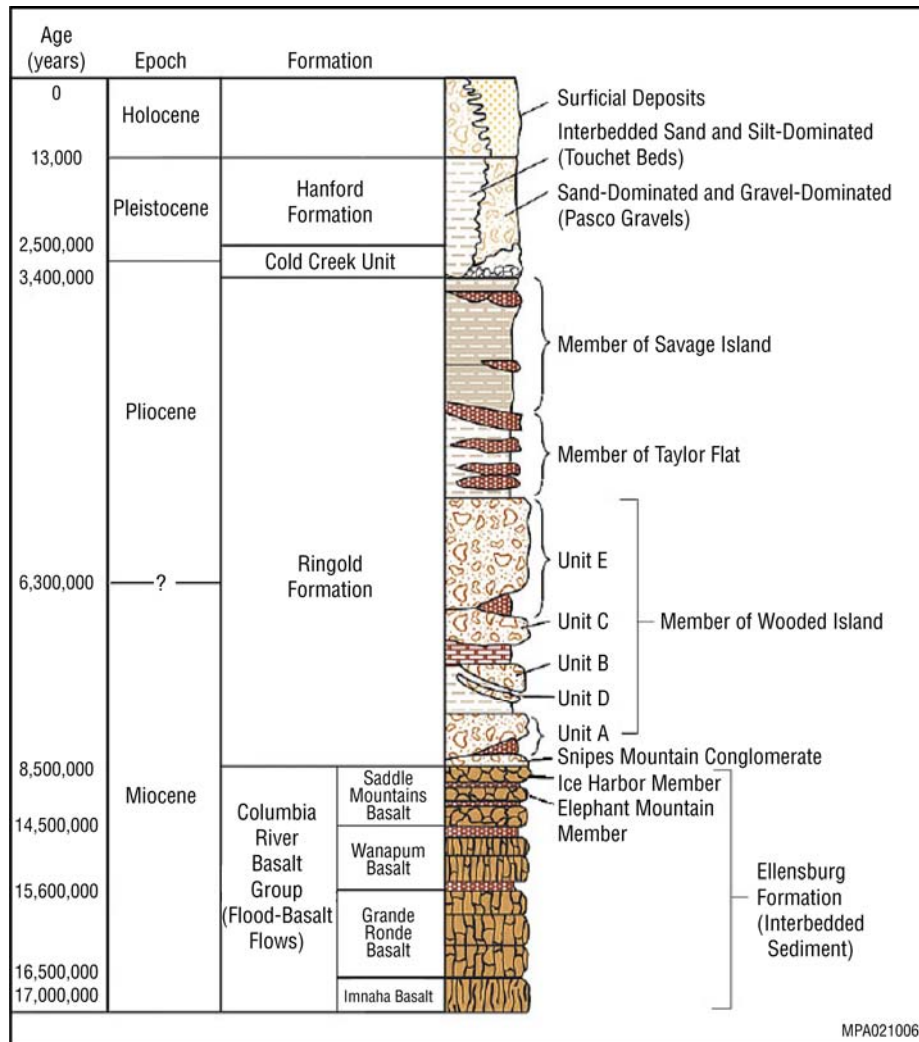 Age
(years)
Epoch
Formation
0
Holocene
Surficial Deposits
Interbedded Sand and Silt-Dominated
(Touchet Beds)
13,000
Pleistocene
Hanford
Formation
Sand-Dominated and Gravel-Dominated
(Pasco Gravels)
2,500,000
Cold Creek Unit
3,400,000
Member of Savage Island
Pliocene
Member of Taylor Flat
Ringold
Formation
Unit E
6,300,000
?
Unit C
Member of Wooded Island
Unit B
Unit D
Unit A
Snipes Mountain Conglomerate
8,500,000
Miocene
Columbia
River
Basalt
Group
(Flood-Basalt
Flows)
Saddle
Mountains
Basalt
Ice Harbor Member
Elephant Mountain
Member
14,500,000
Wanapum
Basalt
15,600,000
Grande
Ronde
Basalt
Ellensburg
Formation
(Interbedded
Sediment)
16,500,000
17,000,000
Imnaha Basalt
MPA021006